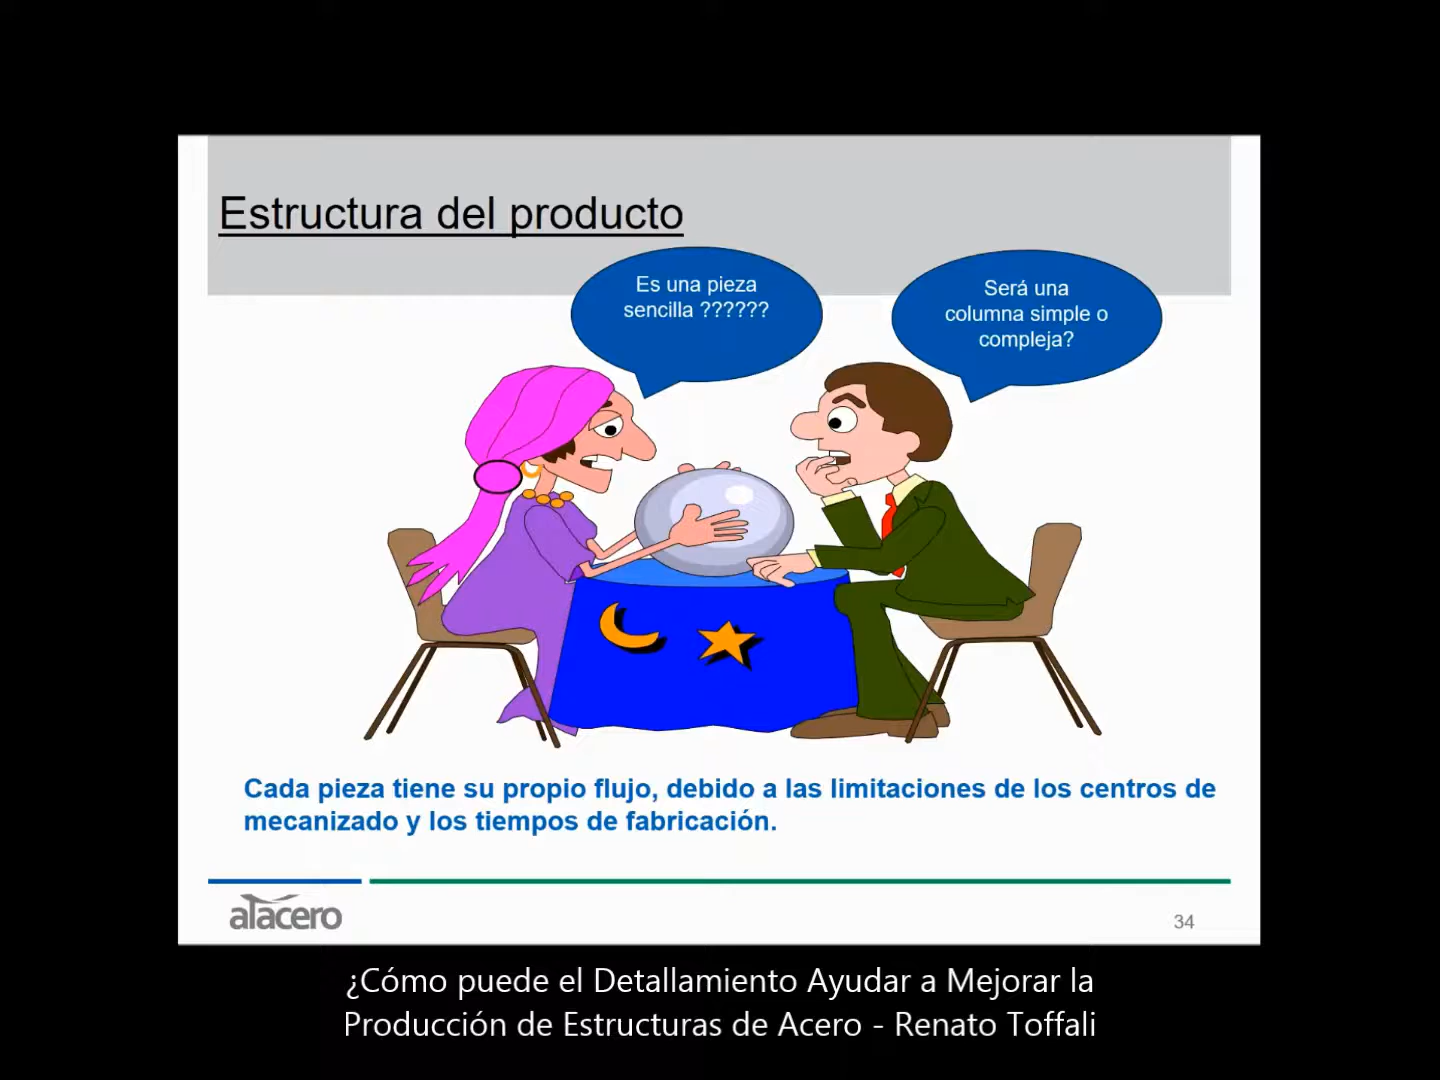 Estructura del producto
Es una pieza
sencilla ??????
Será una
columna simple o
compleja?
Cada pieza tiene su propio flujo, debido a las limitaciones de los centros de
mecanizado y los tiempos de fabricación.
alacero
34
¿Cómo puede el Detallamiento Ayudar a Mejorar la
Producción de Estructuras de Acero - Renato Toffali